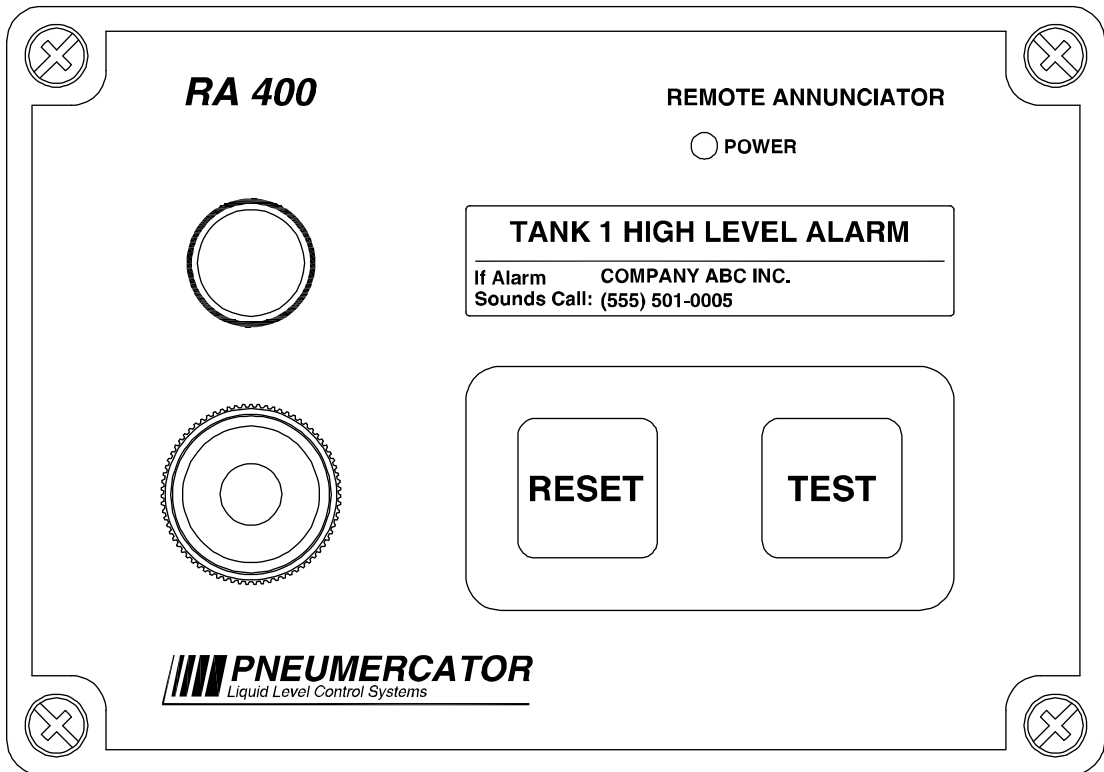 RA 400
REMOTE ANNUNCIATOR
POWER
TANK 1 HIGH LEVEL ALARM
If Alarm COMPANY ABC INC.
Sounds Call: (555) 501-0005
RESET
TEST
PNEUMERCATOR
Liquid Level Control Systems